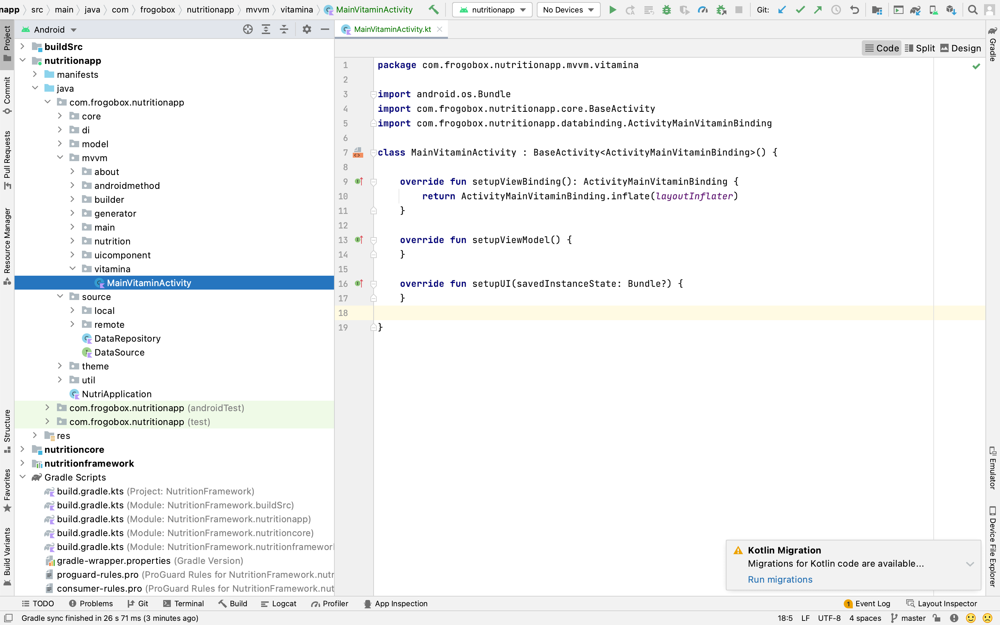 napp src main java com frogobox nutritionapp mvvm vitamina MainVitaminActivity nutritionapp No Devices Git:
Android
MainVitaminActivity.kt
Code Split Design
Project
Commit
Pull Requests
Resource Manager
Structure
Favorites
Build Variants
buildSrc
nutritionapp
manifests
java
com.frogobox.nutritionapp
core
di
model
mvvm
about
androidmethod
builder
generator
main
nutrition
uicomponent
vitamina
MainVitaminActivity
source
local
remote
DataRepository
DataSource
theme
util
NutriApplication
com.frogobox.nutritionapp (androidTest)
com.frogobox.nutritionapp (test)
res
nutritioncore
nutritionframework
Gradle Scripts
build.gradle.kts (Project: NutritionFramework)
build.gradle.kts (Module: NutritionFramework.buildSrc)
build.gradle.kts (Module: NutritionFramework.nutritionapp)
build.gradle.kts (Module: NutritionFramework.nutritioncore)
build.gradle.kts (Module: NutritionFramework.nutritionframework
gradle-wrapper.properties (Gradle Version)
proguard-rules.pro (ProGuard Rules for NutritionFramework.nutr
consumer-rules.pro (ProGuard Rules for NutritionFramework.nut
1 package com.frogobox.nutritionapp.mvvm.vitamina
2
3 import android.os.Bundle
4 import com.frogobox.nutritionapp.core.BaseActivity
5 import com.frogobox.nutritionapp.databinding.ActivityMainVitaminBinding
6
7 class MainVitaminActivity : BaseActivity<ActivityMainVitaminBinding>() {
8
9 override fun setupViewBinding(): ActivityMainVitaminBinding {
10 return ActivityMainVitaminBinding.inflate(layoutInflater)
11 }
12
13 override fun setupViewModel() {
14 }
15
16 override fun setupUI(savedInstanceState: Bundle?) {
17 }
18
19 }
Gradle
Emulator
Device File Explorer
Kotlin Migration
Migrations for Kotlin code are available...
Run migrations
TODO Problems Git Terminal Build Logcat Profiler App Inspection 1 Event Log Layout Inspector
Gradle sync finished in 26 s 71 ms (3 minutes ago) 18:5 LF UTF-8 4 spaces master